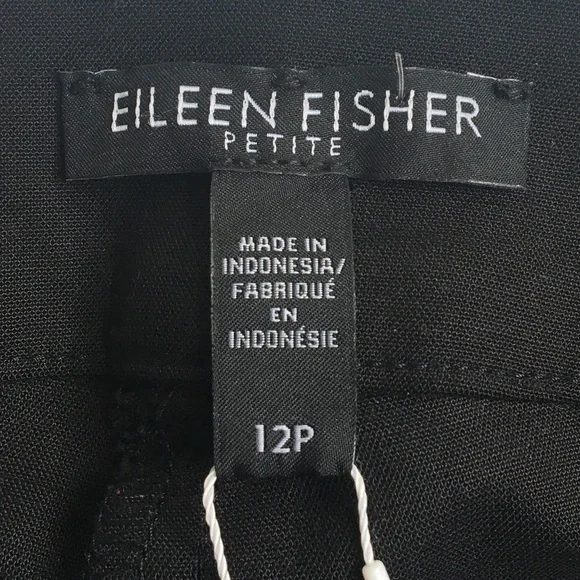 EILEEN FISHER
PETITE
MADE IN
INDONESIA/
FABRIQUÉ
EN
INDONÉSIE
12P